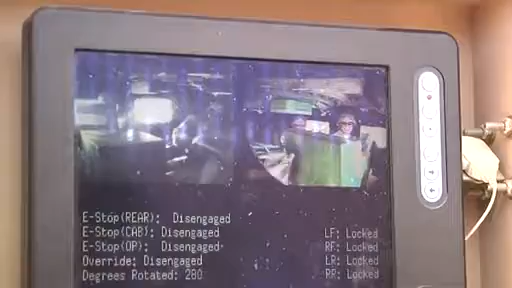 E-Stop(REAR): Disengaged
E-Stop(CAB): Disengaged
E-Stop(OP): Disengaged
Override: Disengaged
Degrees Rotated: 280
LF: Locked
RF: Locked
LR: Locked
RR: Locked